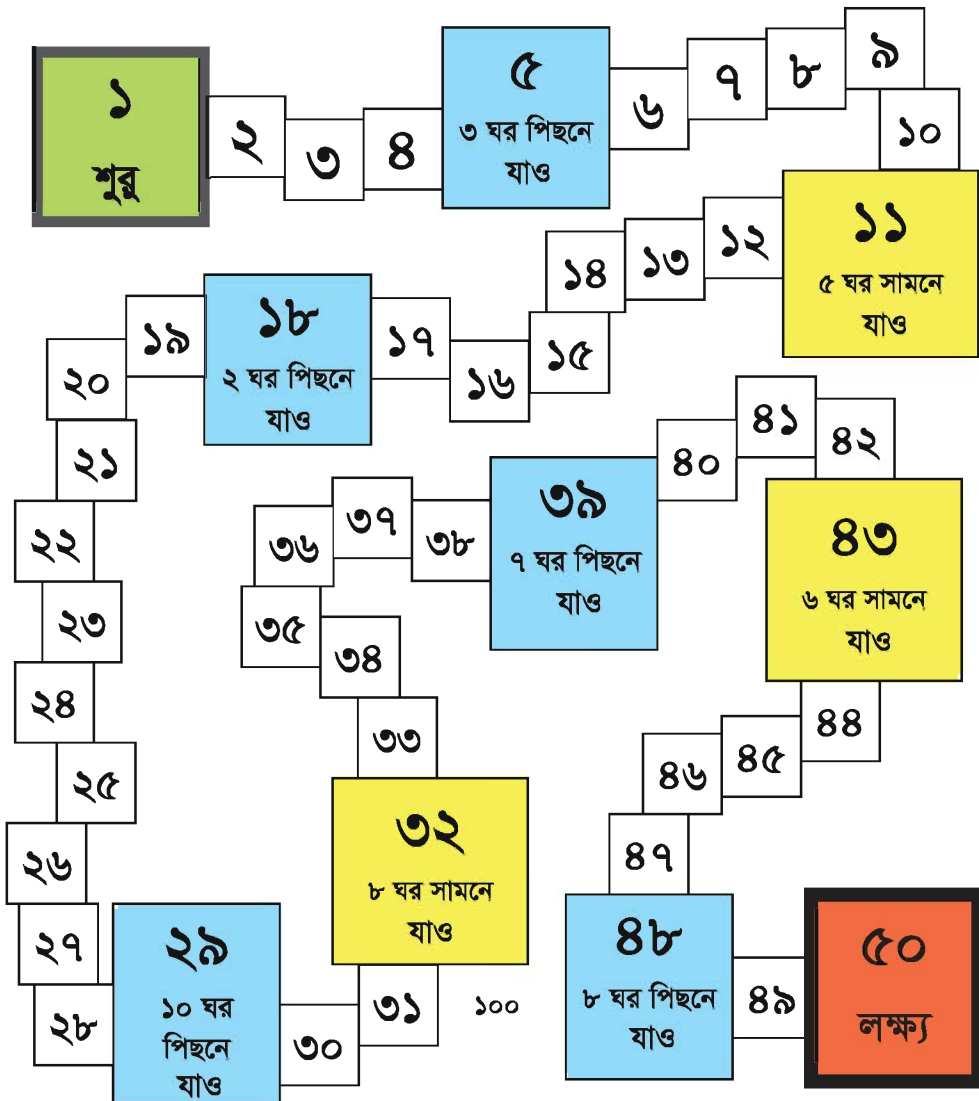 ১
শুরু
২
৩
৪
৫
৩ ঘর পিছনে
যাও
৬
৭
৮
৯
১০
১১
৫ ঘর সামনে
যাও
১২
১৩
১৪
১৫
১৬
১৭
১৮
২ ঘর পিছনে
যাও
১৯
২০
২১
২২
২৩
২৪
২৫
২৬
২৭
২৮
২৯
১০ ঘর
পিছনে
যাও
৩০
৩১
১০০
৩২
৮ ঘর সামনে
যাও
৩৩
৩৪
৩৫
৩৬
৩৭
৩৮
৩৯
৭ ঘর পিছনে
যাও
৪০
৪১
৪২
৪৩
৬ ঘর সামনে
যাও
৪৪
৪৫
৪৬
৪৭
৪৮
৮ ঘর পিছনে
যাও
৪৯
৫০
লক্ষ্য